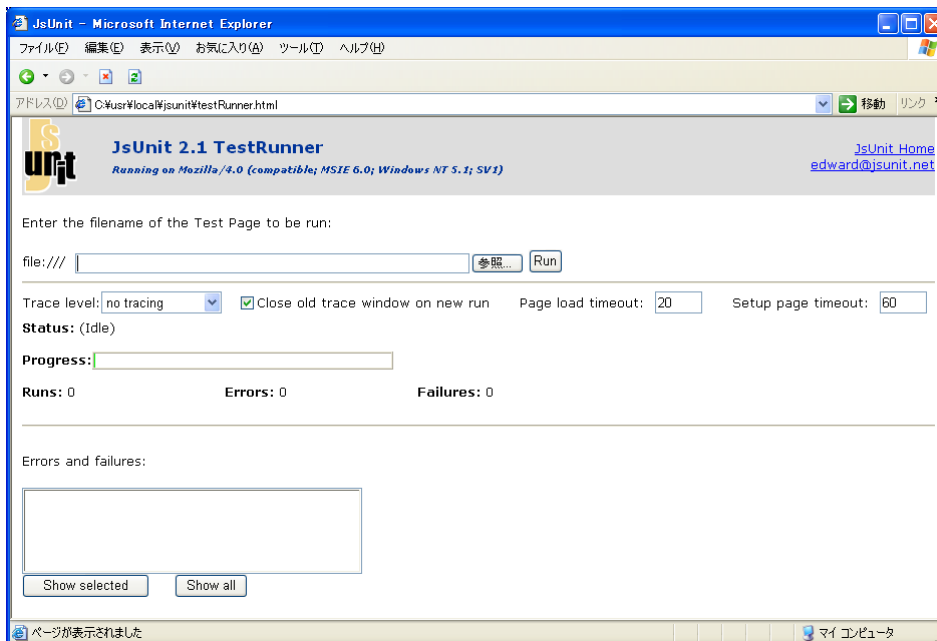 JsUnit - Microsoft Internet Explorer
ファイル(F) 編集(E) 表示(V) お気に入り(A) ツール(T) ヘルプ(H)
アドレス(D) C:¥usr¥local¥jsunit¥testRunner.html 移動 リンク
JsUnit
JsUnit 2.1 TestRunner
Running on Mozilla/4.0 (compatible; MSIE 6.0; Windows NT 5.1; SV1)
JsUnit Home
edward@jsunit.net
Enter the filename of the Test Page to be run:
file:/// 参照... Run
Trace level: no tracing Close old trace window on new run Page load timeout: 20 Setup page timeout: 60
Status: (Idle)
Progress:
Runs: 0 Errors: 0 Failures: 0
Errors and failures:
Show selected Show all
ページが表示されました マイ コンピュータ